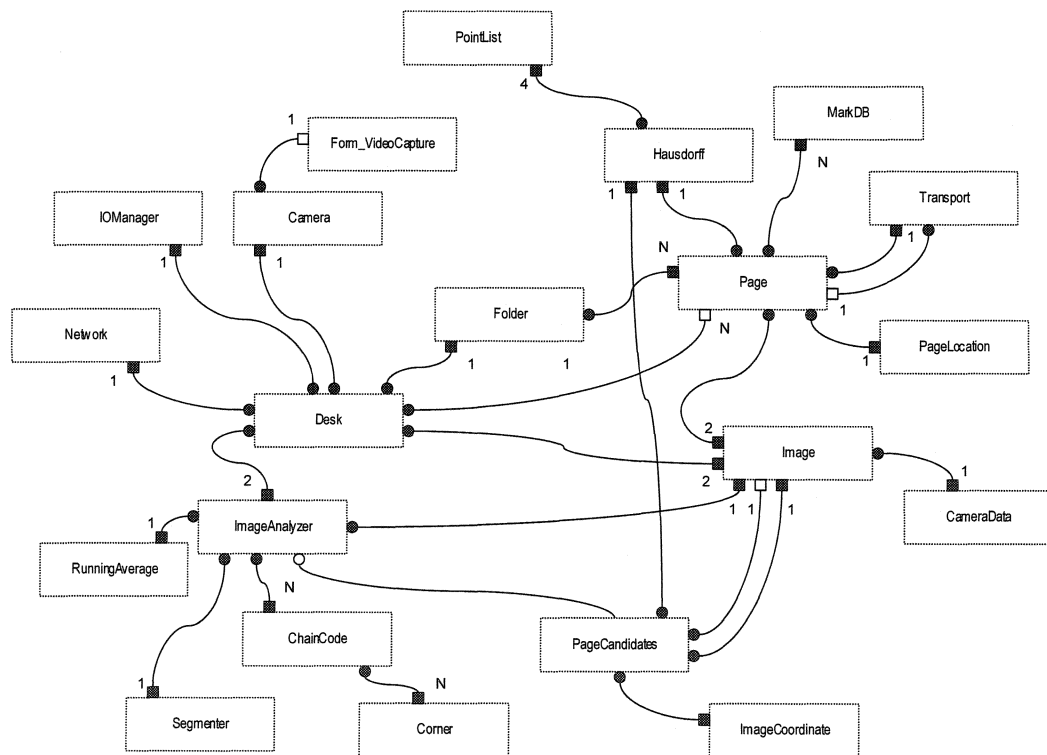 PointList
4
MarkDB
1
Form_VideoCapture
Hausdorff
N
1
1
Transport
IOManager
Camera
1
1
1
N
Page
1
Folder
N
Network
PageLocation
1
1
1
1
Desk
2
Image
2
2
1
1
1
1
ImageAnalyzer
CameraData
1
RunningAverage
N
ChainCode
PageCandidates
1
N
Segmenter
Corner
ImageCoordinate